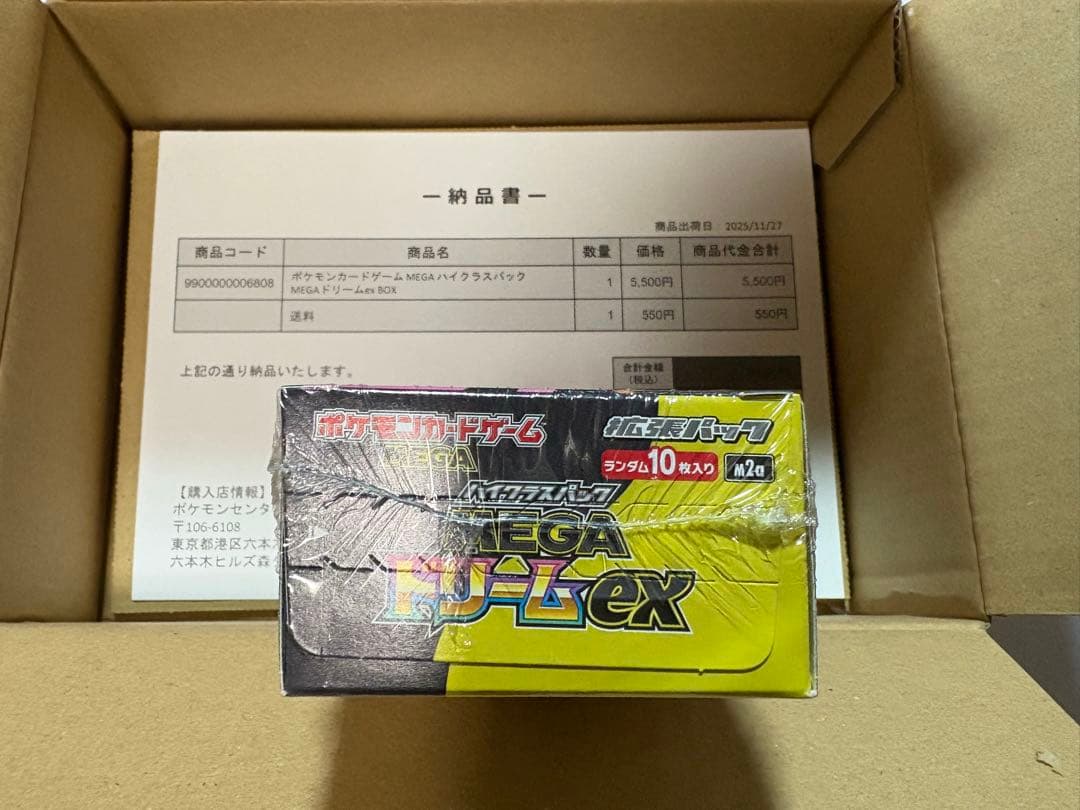 ー納品書ー
商品出荷日 2025/11/27
商品コード 商品名 数量 価格 商品代金合計
9900000006808 ポケモンカードゲーム MEGA ハイクラスパック MEGAドリームex BOX 1 5,500円 5,500円
送料 1 550円 550円
上記の通り納品いたします。
合計金額
(税込)
【購入店情報】
ポケモンセンタ
〒106-6108
東京都港区六本
六本木ヒルズ森
ポケモンカードゲーム
MEGA
拡張パック
ランダム10枚入り M2a
ハイクラスパック
MEGA
ドリームex